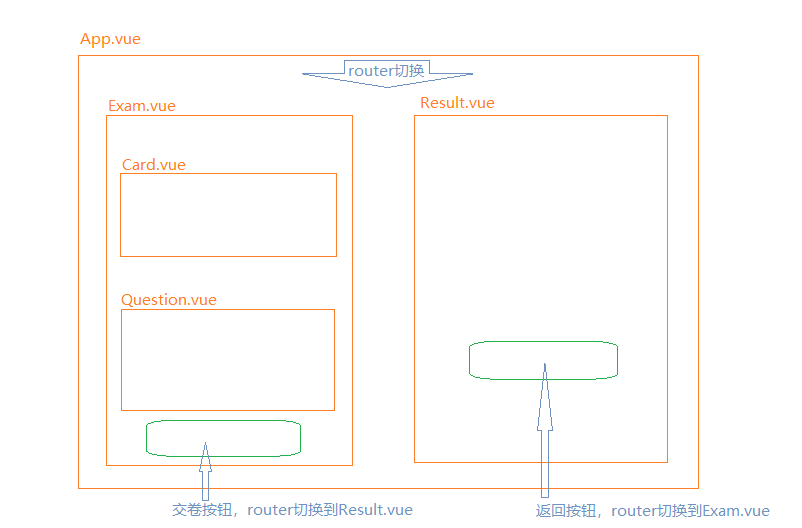 App.vue
router切换
Exam.vue
Result.vue
Card.vue
Question.vue
交卷按钮，router切换到Result.vue
返回按钮，router切换到Exam.vue